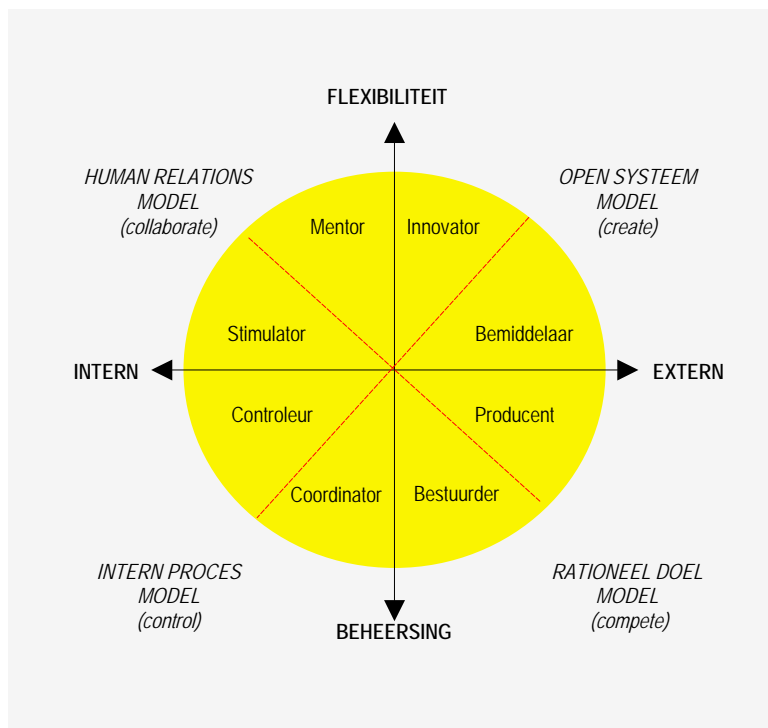 FLEXIBILITEIT
HUMAN RELATIONS
MODEL
(collaborate)
OPEN SYSTEEM
MODEL
(create)
Mentor
Innovator
Stimulator
Bemiddelaar
INTERN
EXTERN
Controleur
Producent
Coordinator
Bestuurder
INTERN PROCES
MODEL
(control)
RATIONEEL DOEL
MODEL
(compete)
BEHEERSING